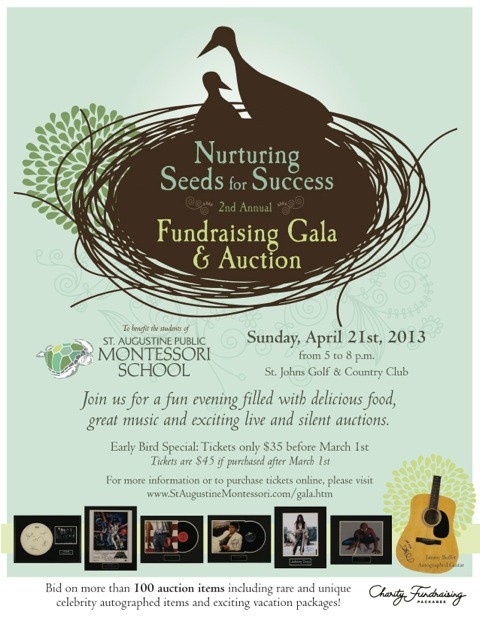 Nurturing
Seeds for Success
2nd Annual
Fundraising Gala
& Auction
To benefit the students of
ST. AUGUSTINE PUBLIC
MONTESSORI
SCHOOL
Sunday, April 21st, 2013
from 5 to 8 p.m.
St. Johns Golf & Country Club
Join us for a fun evening filled with delicious food,
great music and exciting live and silent auctions.
Early Bird Special: Tickets only $35 before March 1st
Tickets are $45 if purchased after March 1st
For more information or to purchase tickets online, please visit
www.StAugustineMontessori.com/gala.htm
Jimmy Buffet
Autographed Guitar
Bid on more than 100 auction items including rare and unique
celebrity autographed items and exciting vacation packages!
Charity Fundraising
PACKAGES